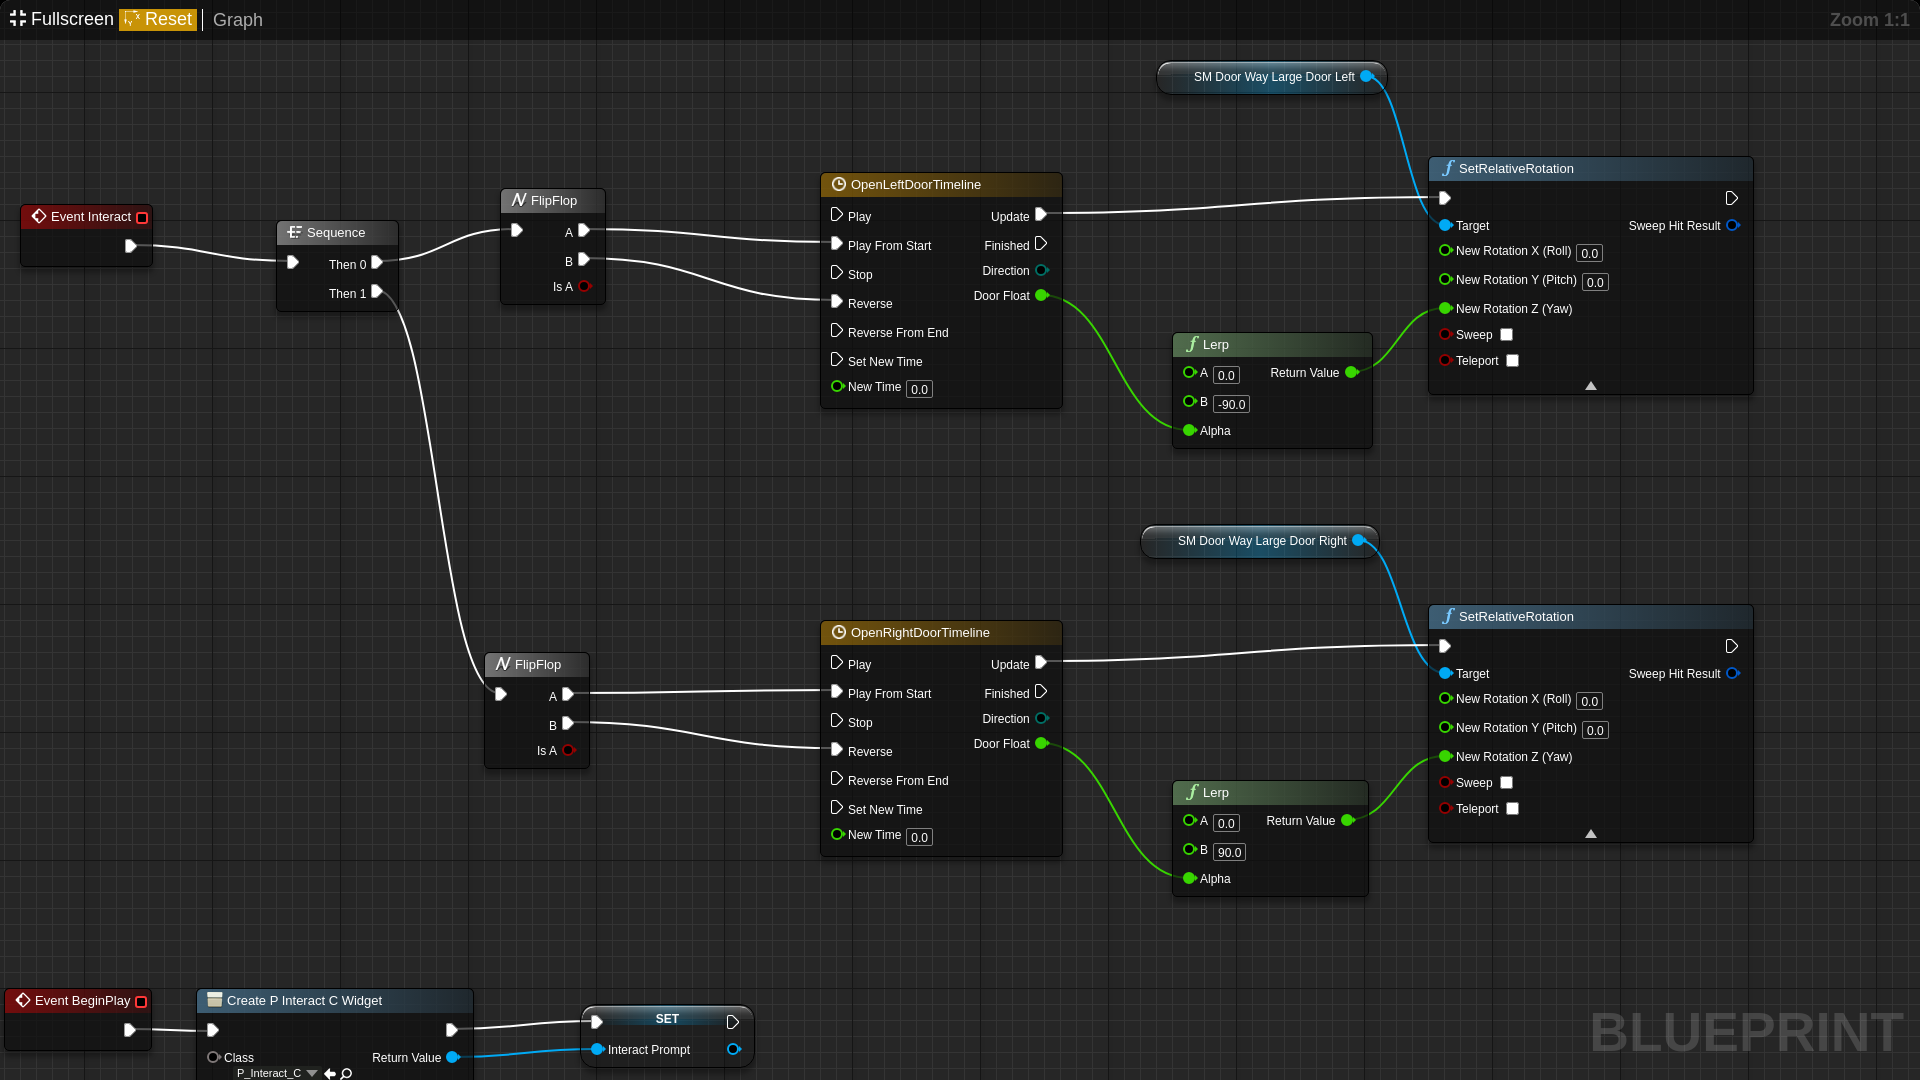 Fullscreen Reset Graph Zoom 1:1
SM Door Way Large Door Left
Event Interact
Sequence
Then 0
Then 1
FlipFlop
A
B
Is A
OpenLeftDoorTimeline
Play Update
Play From Start Finished
Stop Direction
Reverse Door Float
Reverse From End
Set New Time
New Time 0.0
Lerp
A 0.0 Return Value
B -90.0
Alpha
SetRelativeRotation
Target Sweep Hit Result
New Rotation X (Roll) 0.0
New Rotation Y (Pitch) 0.0
New Rotation Z (Yaw)
Sweep
Teleport
SM Door Way Large Door Right
FlipFlop
A
B
Is A
OpenRightDoorTimeline
Play Update
Play From Start Finished
Stop Direction
Reverse Door Float
Reverse From End
Set New Time
New Time 0.0
Lerp
A 0.0 Return Value
B 90.0
Alpha
SetRelativeRotation
Target Sweep Hit Result
New Rotation X (Roll) 0.0
New Rotation Y (Pitch) 0.0
New Rotation Z (Yaw)
Sweep
Teleport
Event BeginPlay
Create P Interact C Widget
Class Return Value
P_Interact_C
SET
Interact Prompt
BLUEPRINT